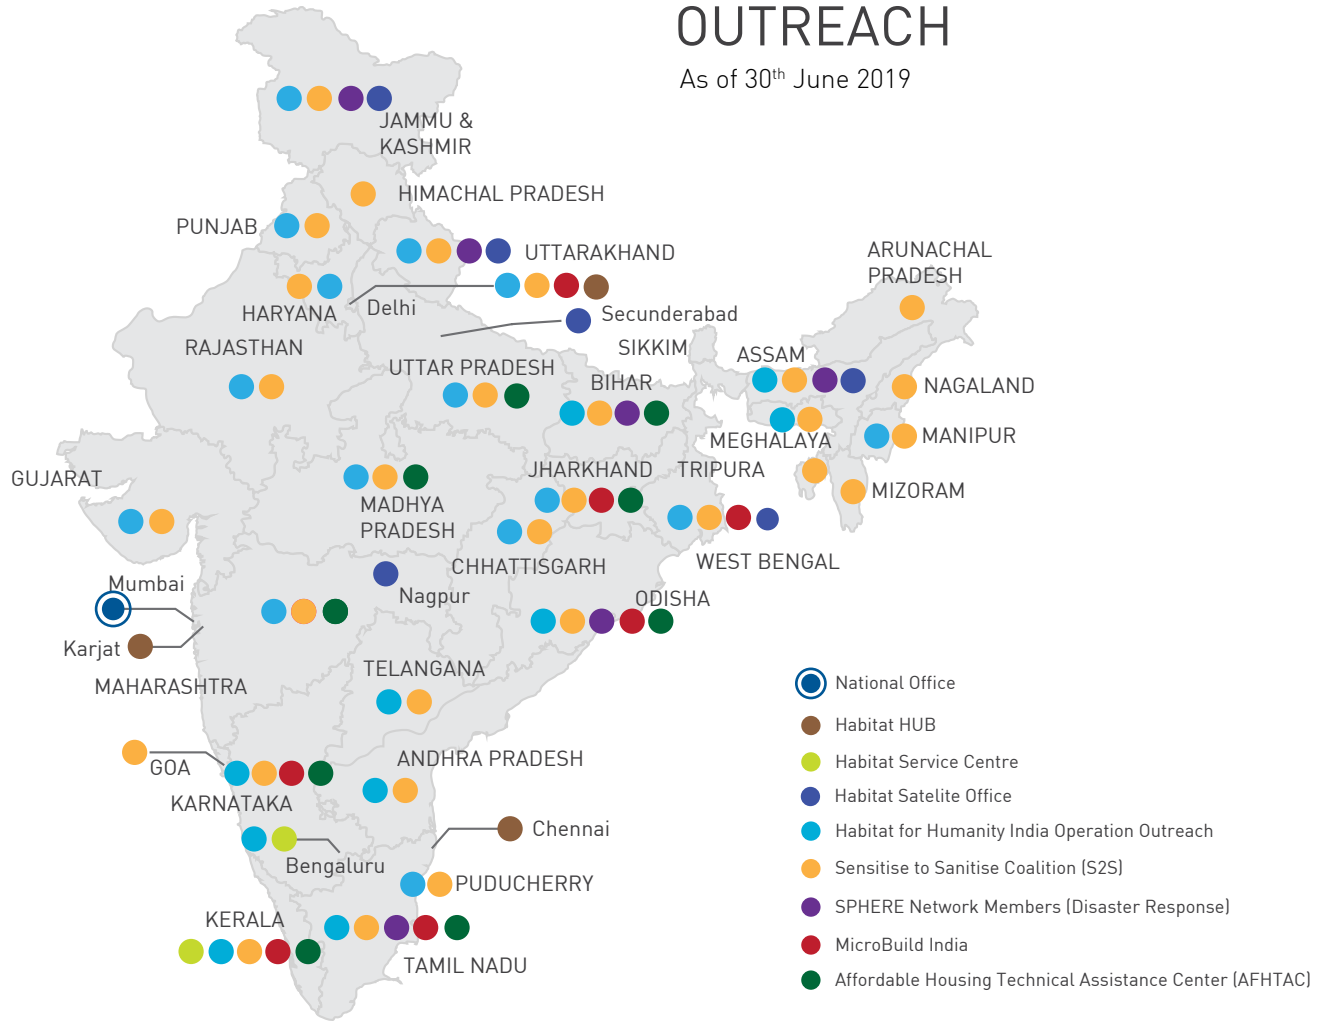 OUTREACH
As of 30th June 2019
JAMMU &
KASHMIR
HIMACHAL PRADESH
PUNJAB
UTTARAKHAND
ARUNACHAL
PRADESH
HARYANA
Delhi
Secunderabad
RAJASTHAN
SIKKIM
ASSAM
UTTAR PRADESH
BIHAR
NAGALAND
MEGHALAYA
MANIPUR
GUJARAT
JHARKHAND
TRIPURA
MIZORAM
MADHYA
PRADESH
CHHATTISGARH
WEST BENGAL
Mumbai
Nagpur
ODISHA
Karjat
MAHARASHTRA
TELANGANA
GOA
ANDHRA PRADESH
KARNATAKA
Chennai
Bengaluru
PUDUCHERRY
KERALA
TAMIL NADU
National Office
Habitat HUB
Habitat Service Centre
Habitat Satelite Office
Habitat for Humanity India Operation Outreach
Sensitise to Sanitise Coalition (S2S)
SPHERE Network Members (Disaster Response)
MicroBuild India
Affordable Housing Technical Assistance Center (AFHTAC)